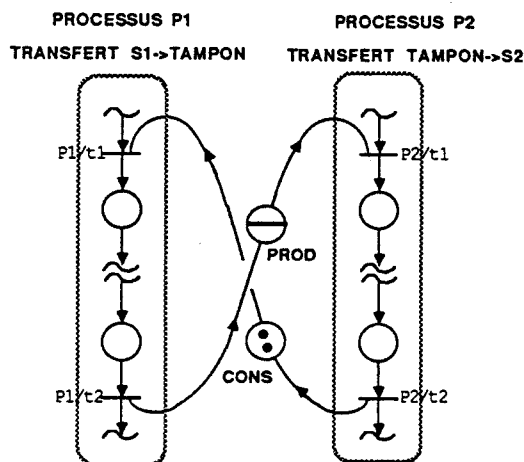 PROCESSUS P1
TRANSFERT S1->TAMPON
PROCESSUS P2
TRANSFERT TAMPON->S2
P1/t1
P2/t1
PROD
CONS
P1/t2
P2/t2